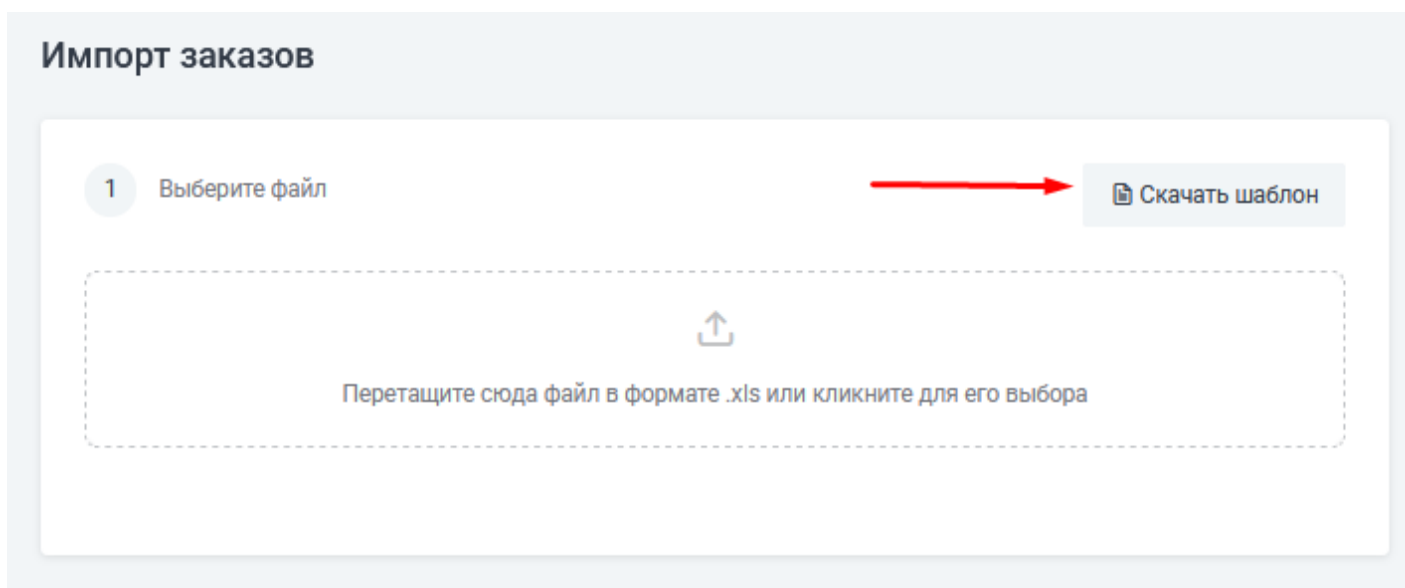 Импорт заказов
1 Выберите файл
Скачать шаблон
Перетащите сюда файл в формате .xls или кликните для его выбора